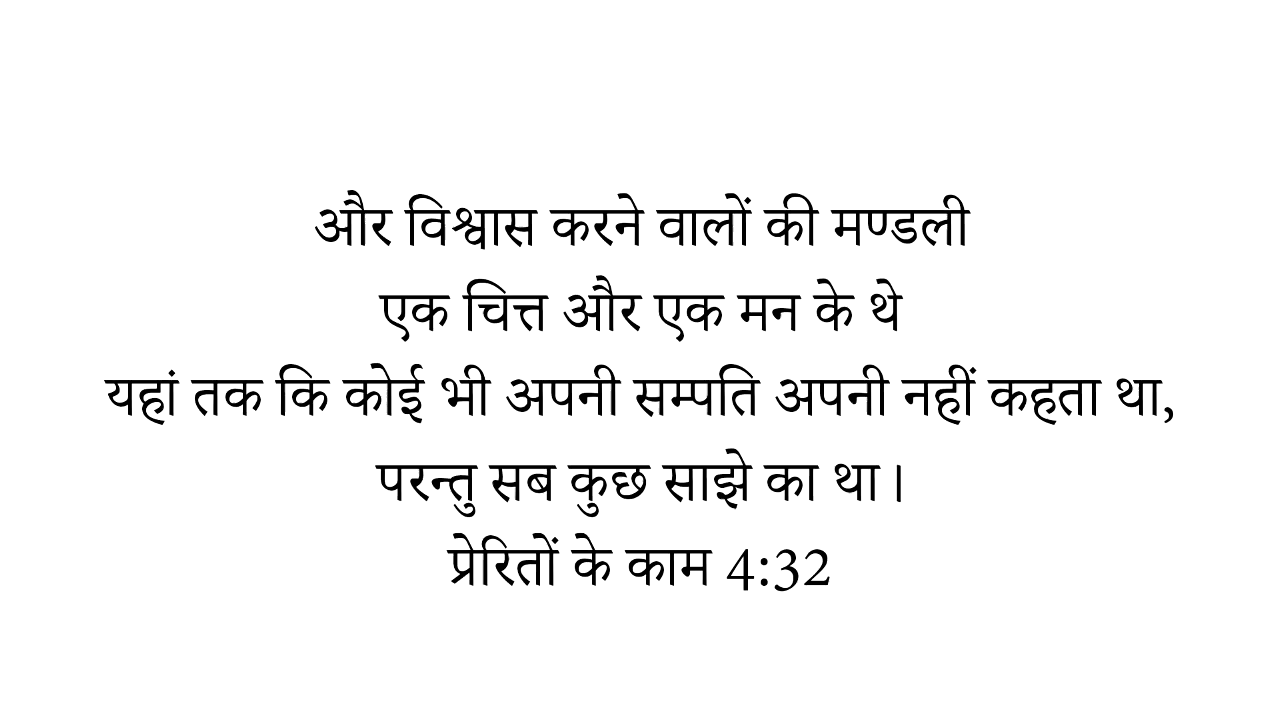 और विश्वास करने वालों की मण्डली
एक चित्त और एक मन के थे
यहां तक कि कोई भी अपनी सम्पति अपनी नहीं कहता था,
परन्तु सब कुछ साझे का था।
प्रेरितों के काम 4:32